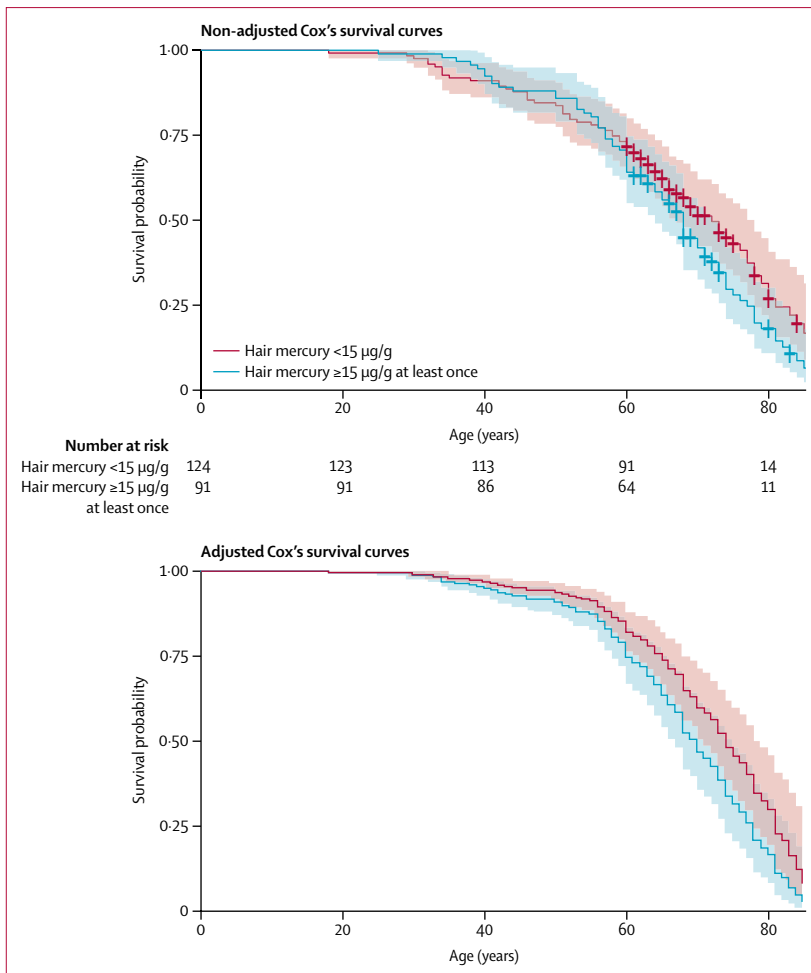 Non-adjusted Cox's survival curves
1·00
0·75
0·50
0·25
0
Survival probability
Hair mercury <15 µg/g
Hair mercury ≥15 µg/g at least once
0 20 40 60 80
Age (years)
Number at risk
Hair mercury <15 µg/g 124 123 113 91 14
Hair mercury ≥15 µg/g 91 91 86 64 11
at least once
Adjusted Cox's survival curves
1·00
0·75
0·50
0·25
0
Survival probability
0 20 40 60 80
Age (years)